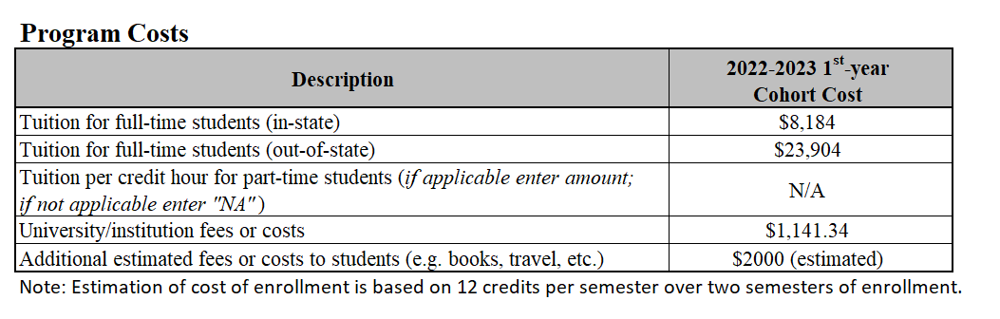 Program Costs
Description
2022-2023 1st-year
Cohort Cost
Tuition for full-time students (in-state)
$8,184
Tuition for full-time students (out-of-state)
$23,904
Tuition per credit hour for part-time students (if applicable enter amount;
if not applicable enter "NA")
N/A
University/institution fees or costs
$1,141.34
Additional estimated fees or costs to students (e.g. books, travel, etc.)
$2000 (estimated)
Note: Estimation of cost of enrollment is based on 12 credits per semester over two semesters of enrollment.